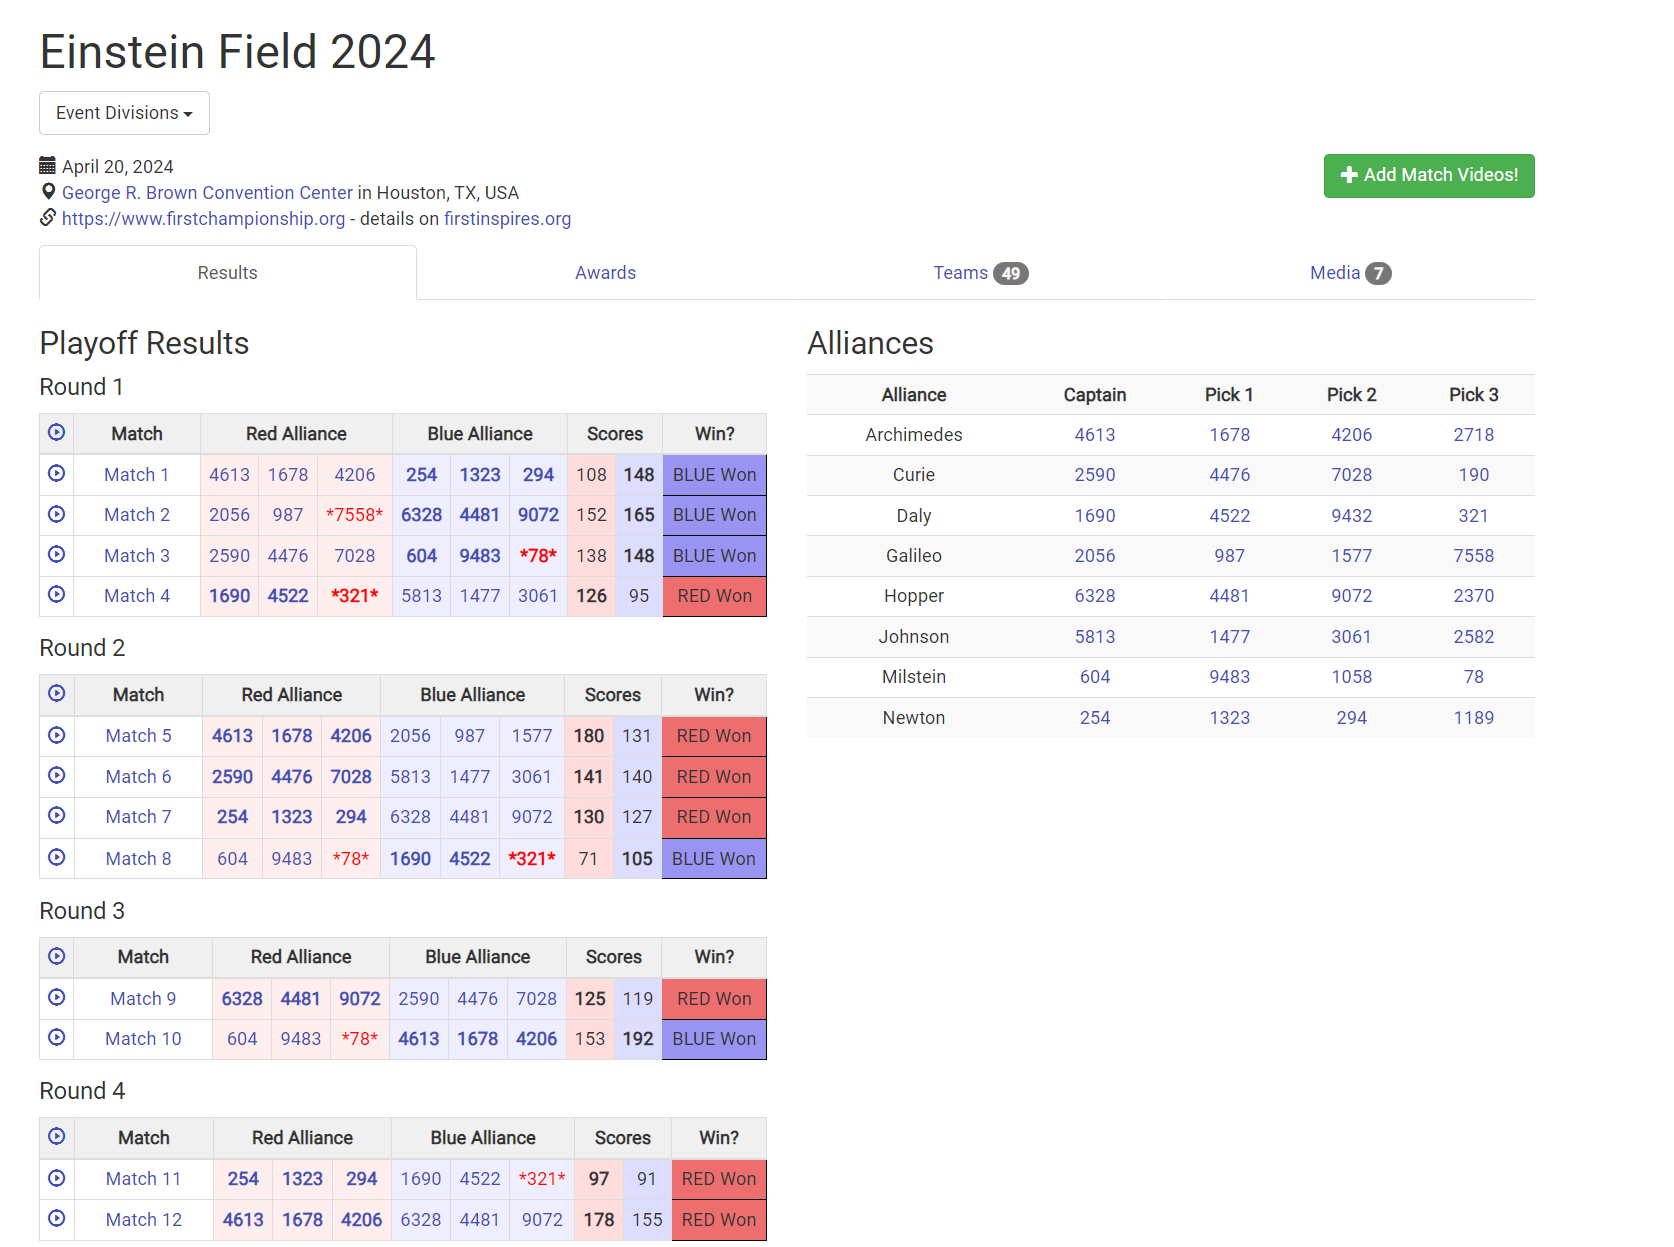 Einstein Field 2024
Event Divisions
April 20, 2024
George R. Brown Convention Center in Houston, TX, USA
https://www.firstchampionship.org - details on firstinspires.org
Add Match Videos!
Results Awards Teams 49 Media 7
Playoff Results
Round 1
Match Red Alliance Blue Alliance Scores Win?
Match 1 4613 1678 4206 254 1323 294 108 148 BLUE Won
Match 2 2056 987 *7558* 6328 4481 9072 152 165 BLUE Won
Match 3 2590 4476 7028 604 9483 *78* 138 148 BLUE Won
Match 4 1690 4522 *321* 5813 1477 3061 126 95 RED Won
Round 2
Match Red Alliance Blue Alliance Scores Win?
Match 5 4613 1678 4206 2056 987 1577 180 131 RED Won
Match 6 2590 4476 7028 5813 1477 3061 141 140 RED Won
Match 7 254 1323 294 6328 4481 9072 130 127 RED Won
Match 8 604 9483 *78* 1690 4522 *321* 71 105 BLUE Won
Round 3
Match Red Alliance Blue Alliance Scores Win?
Match 9 6328 4481 9072 2590 4476 7028 125 119 RED Won
Match 10 604 9483 *78* 4613 1678 4206 153 192 BLUE Won
Round 4
Match Red Alliance Blue Alliance Scores Win?
Match 11 254 1323 294 1690 4522 *321* 97 91 RED Won
Match 12 4613 1678 4206 6328 4481 9072 178 155 RED Won
Alliances
Alliance Captain Pick 1 Pick 2 Pick 3
Archimedes 4613 1678 4206 2718
Curie 2590 4476 7028 190
Daly 1690 4522 9432 321
Galileo 2056 987 1577 7558
Hopper 6328 4481 9072 2370
Johnson 5813 1477 3061 2582
Milstein 604 9483 1058 78
Newton 254 1323 294 1189